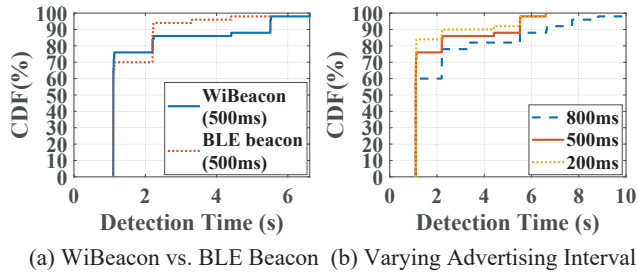 100
90
80
70
60
50
40
30
20
10
0
CDF(%)
WiBeacon
(500ms)
BLE beacon
(500ms)
0 2 4 6
Detection Time (s)
(a) WiBeacon vs. BLE Beacon
100
90
80
70
60
50
40
30
20
10
0
CDF(%)
800ms
500ms
200ms
0 2 4 6 8 10
Detection Time (s)
(b) Varying Advertising Interval